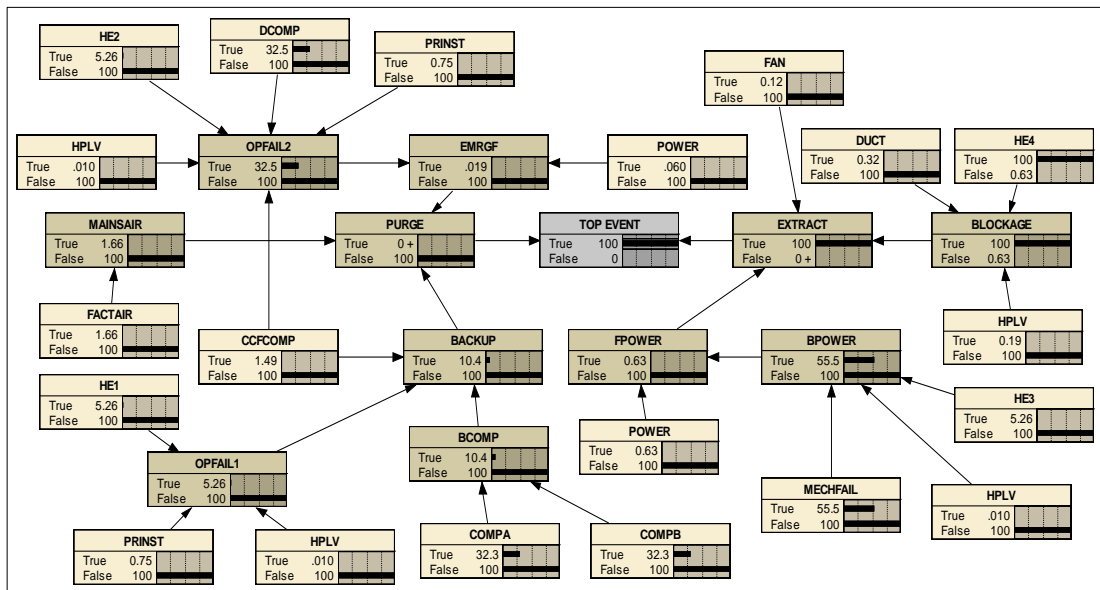 HE2
True 5.26
False 100
DCOMP
True 32.5
False 100
PRINST
True 0.75
False 100
FAN
True 0.12
False 100
HPLV
True .010
False 100
OPFAIL2
True 32.5
False 100
EMRGF
True .019
False 100
POWER
True .060
False 100
DUCT
True 0.32
False 100
HE4
True 100
False 0.63
MAINSAIR
True 1.66
False 100
PURGE
True 0 +
False 100
TOP EVENT
True 100
False 0
EXTRACT
True 100
False 0 +
BLOCKAGE
True 100
False 0.63
FACTAIR
True 1.66
False 100
CCFCOMP
True 1.49
False 100
BACKUP
True 10.4
False 100
FPOWER
True 0.63
False 100
BPOWER
True 55.5
False 100
HPLV
True 0.19
False 100
HE1
True 5.26
False 100
HE3
True 5.26
False 100
OPFAIL1
True 5.26
False 100
BCOMP
True 10.4
False 100
POWER
True 0.63
False 100
MECHFAIL
True 55.5
False 100
HPLV
True .010
False 100
PRINST
True 0.75
False 100
HPLV
True .010
False 100
COMPA
True 32.3
False 100
COMPB
True 32.3
False 100